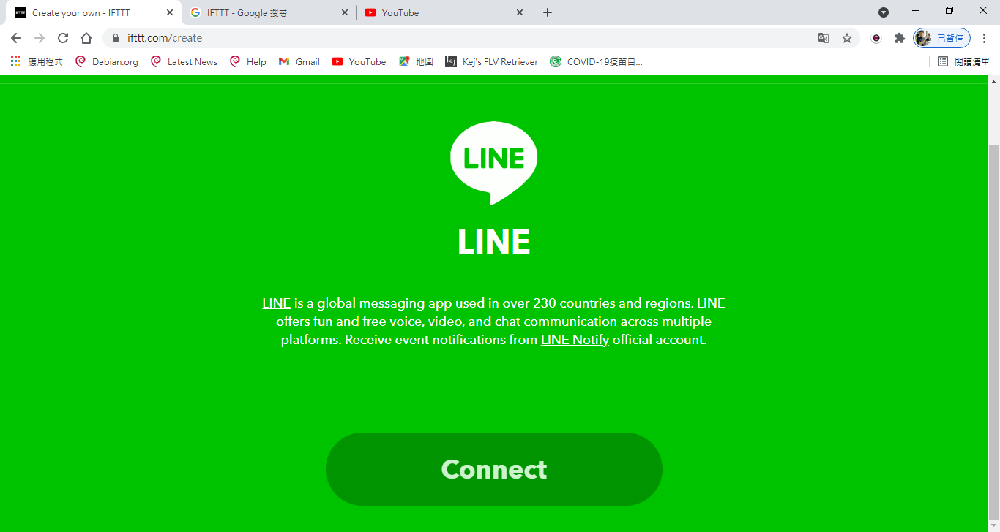 Create your own - IFTTT
IFTTT - Google 搜尋
YouTube
ifttt.com/create
已暫停
應用程式
Debian.org
Latest News
Help
Gmail
YouTube
地圖
kj
Kej's FLV Retriever
COVID-19疫苗自...
閱讀清單
LINE
LINE
LINE is a global messaging app used in over 230 countries and regions. LINE
offers fun and free voice, video, and chat communication across multiple
platforms. Receive event notifications from LINE Notify official account.
Connect